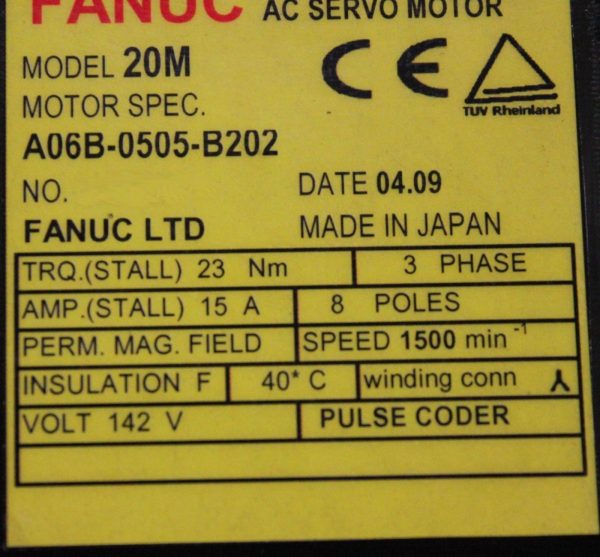 FANUC AC SERVO MOTOR
MODEL 20M
MOTOR SPEC.
A06B-0505-B202
CE
TUV Rheinland
NO. DATE 04.09
FANUC LTD MADE IN JAPAN
TRQ.(STALL) 23 Nm 3 PHASE
AMP.(STALL) 15 A 8 POLES
PERM. MAG. FIELD SPEED 1500 min⁻¹
INSULATION F 40* C winding conn ⅄
VOLT 142 V PULSE CODER